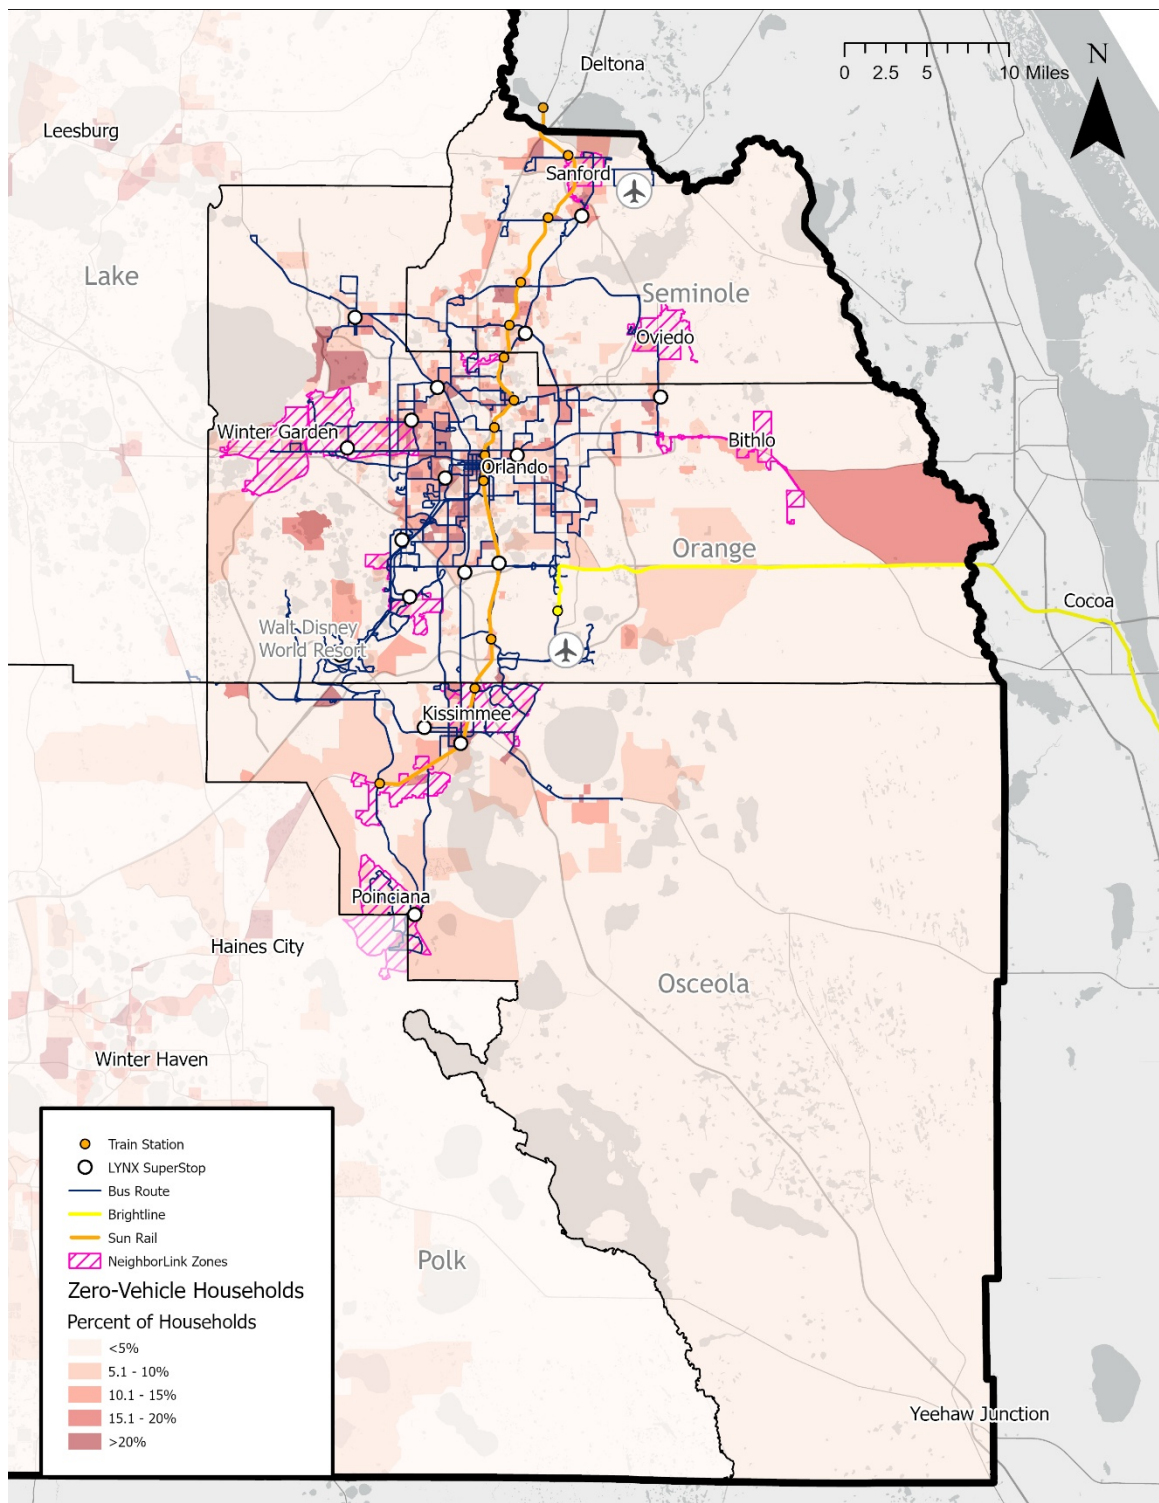 Deltona
N
0 2.5 5 10 Miles
Leesburg
Sanford
Lake
Seminole
Oviedo
Winter Garden
Bithlo
Orlando
Orange
Cocoa
Walt Disney
World Resort
Kissimmee
Poinciana
Haines City
Osceola
Winter Haven
Polk
Yeehaw Junction
Train Station
LYNX SuperStop
Bus Route
Brightline
Sun Rail
NeighborLink Zones
Zero-Vehicle Households
Percent of Households
<5%
5.1 - 10%
10.1 - 15%
15.1 - 20%
>20%